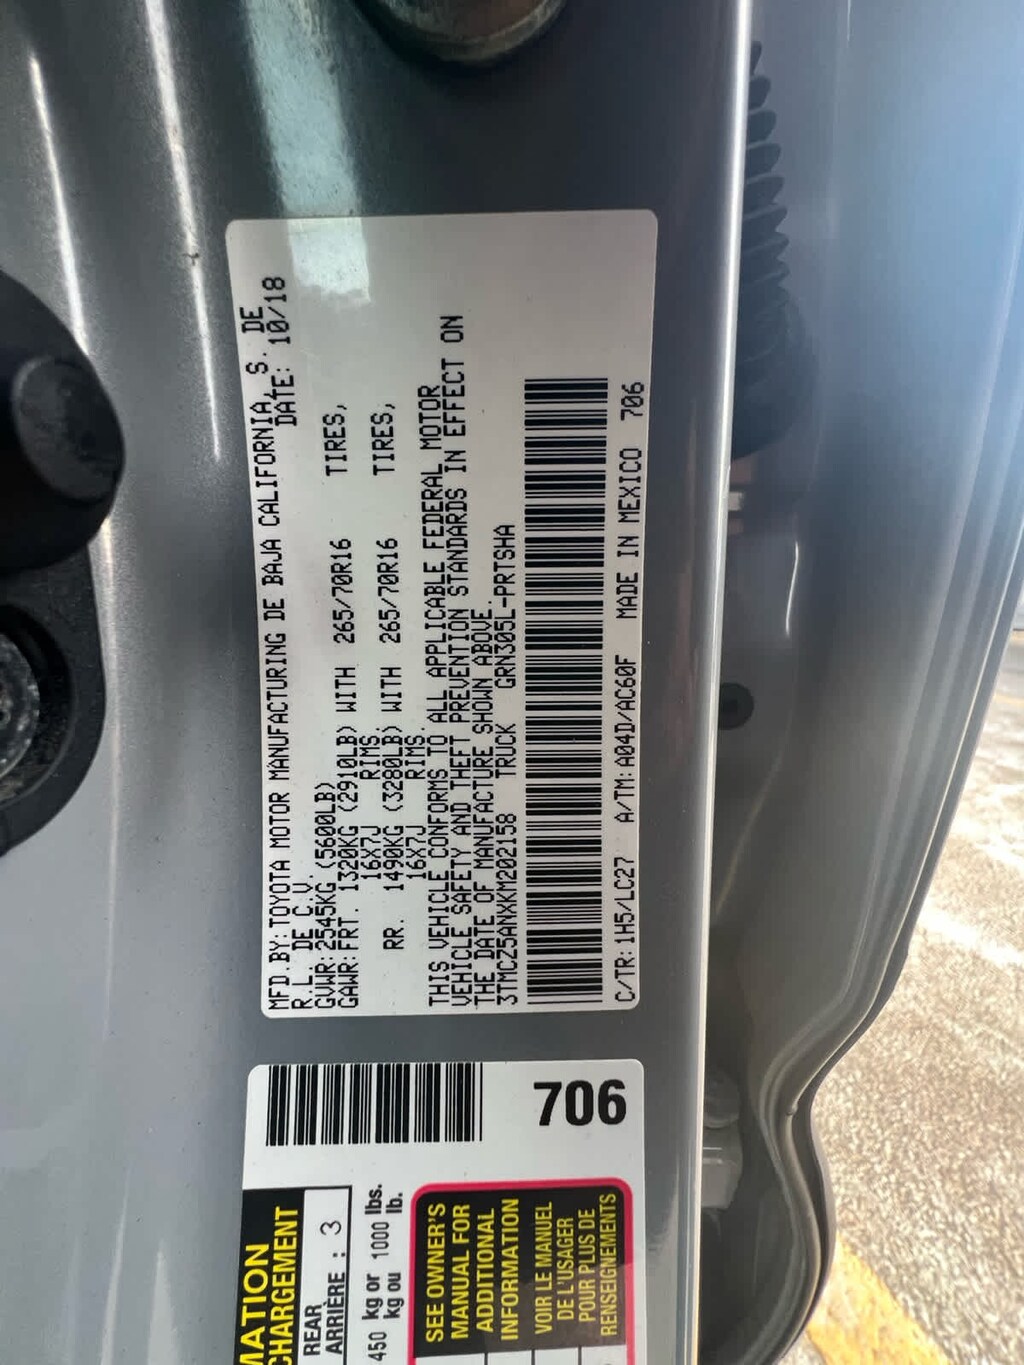 MFD.BY:TOYOTA MOTOR MANUFACTURING DE BAJA CALIFORNIA, S. DE
R.L. DE C.V. DATE: 10/18
GVWR:2545KG (5600LB)
GAWR:FRT. 1320KG (2910LB) WITH 265/70R16 TIRES,
16X7J RIMS
RR. 1490KG (3280LB) WITH 265/70R16 TIRES,
16X7J RIMS.
THIS VEHICLE CONFORMS TO ALL APPLICABLE FEDERAL MOTOR
VEHICLE SAFETY AND THEFT PREVENTION STANDARDS IN EFFECT ON
THE DATE OF MANUFACTURE SHOWN ABOVE.
3TMCZ5ANXKM202158 TRUCK GRN305L-PRTSHA
C/TR:1H5/LC27 A/TM:A04D/AC60F MADE IN MEXICO 706
706
MATION
CHARGEMENT
REAR
ARRIÈRE : 3
450 kg or 1000 lbs.
kg ou lb.
SEE OWNER'S
MANUAL FOR
ADDITIONAL
INFORMATION
VOIR LE MANUEL
DE L'USAGER
POUR PLUS DE
RENSEIGNEMENTS